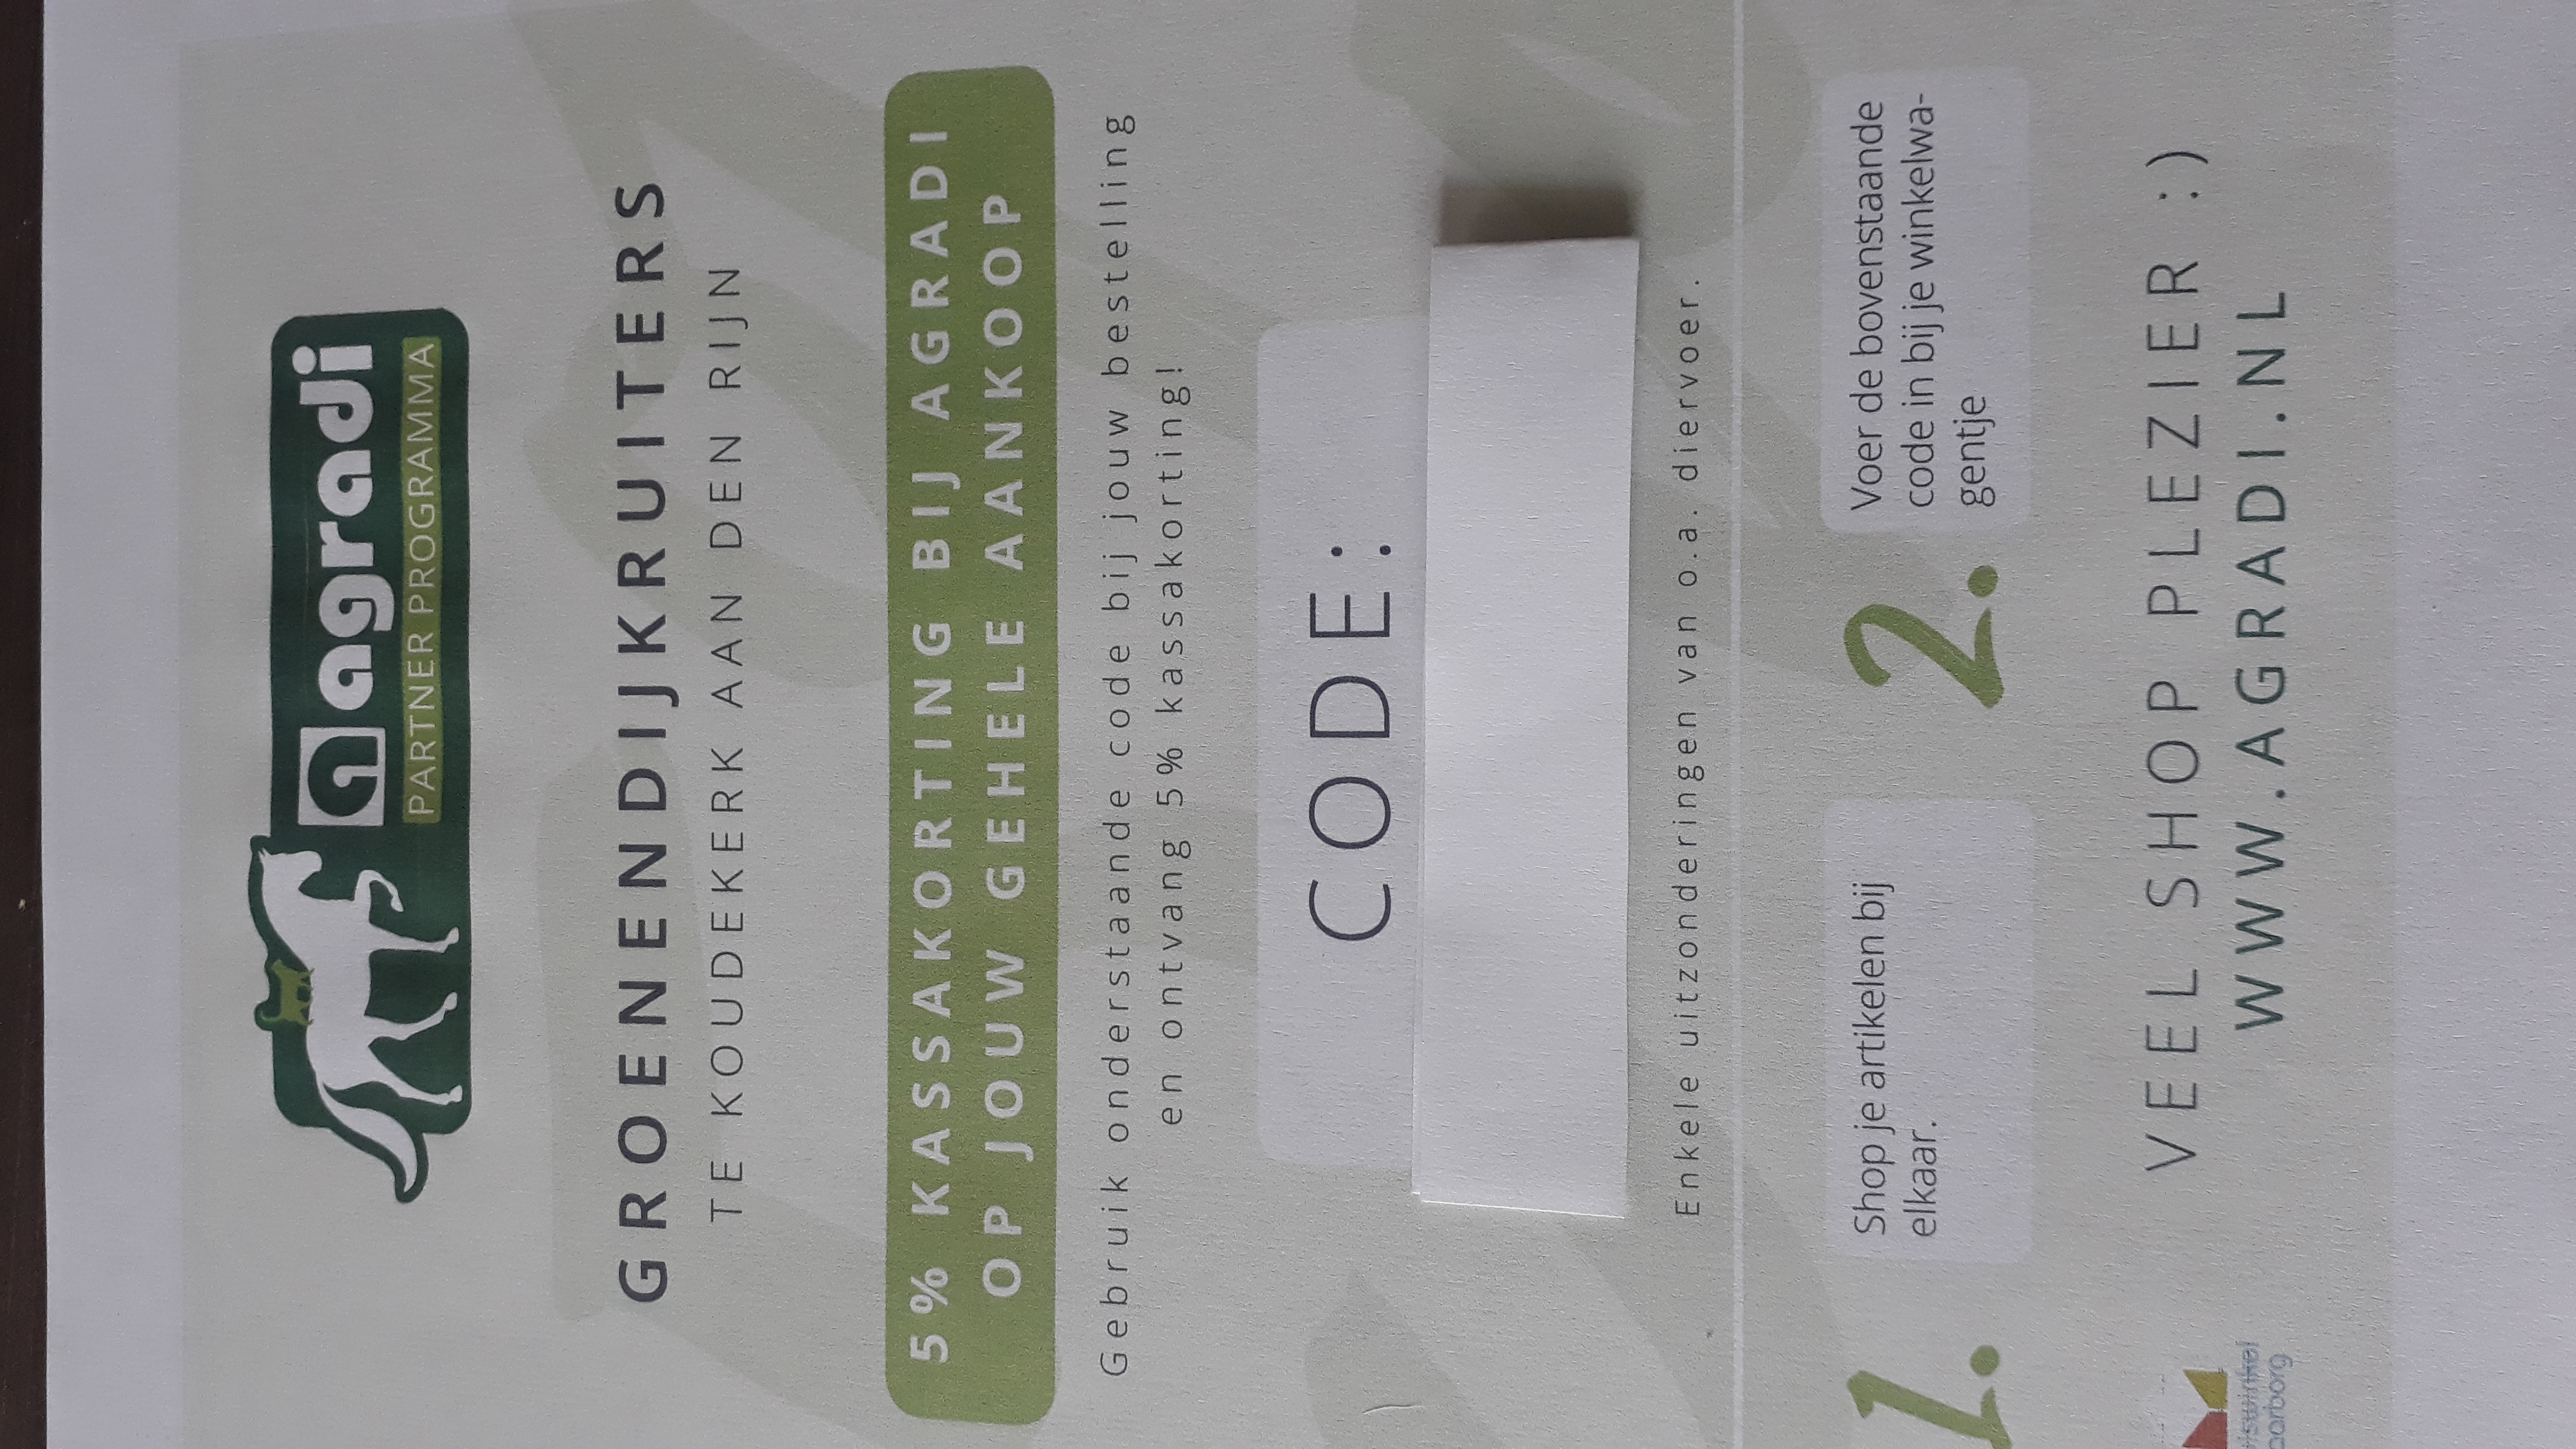 agradi
PARTNER PROGRAMMA
GROENENDIJKRUITERS
TE KOUDEKERK AAN DEN RIJN
5% KASSAKORTING BIJ AGRADI
OP JOUW GEHELE AANKOOP
Gebruik onderstaande code bij jouw bestelling
en ontvang 5% kassakorting!
CODE:
Enkele uitzonderingen van o.a. diervoer.
1.
Shop je artikelen bij
elkaar.
2.
Voer de bovenstaande
code in bij je winkelwa-
gentje
VEEL SHOP PLEZIER :)
WWW.AGRADI.NL